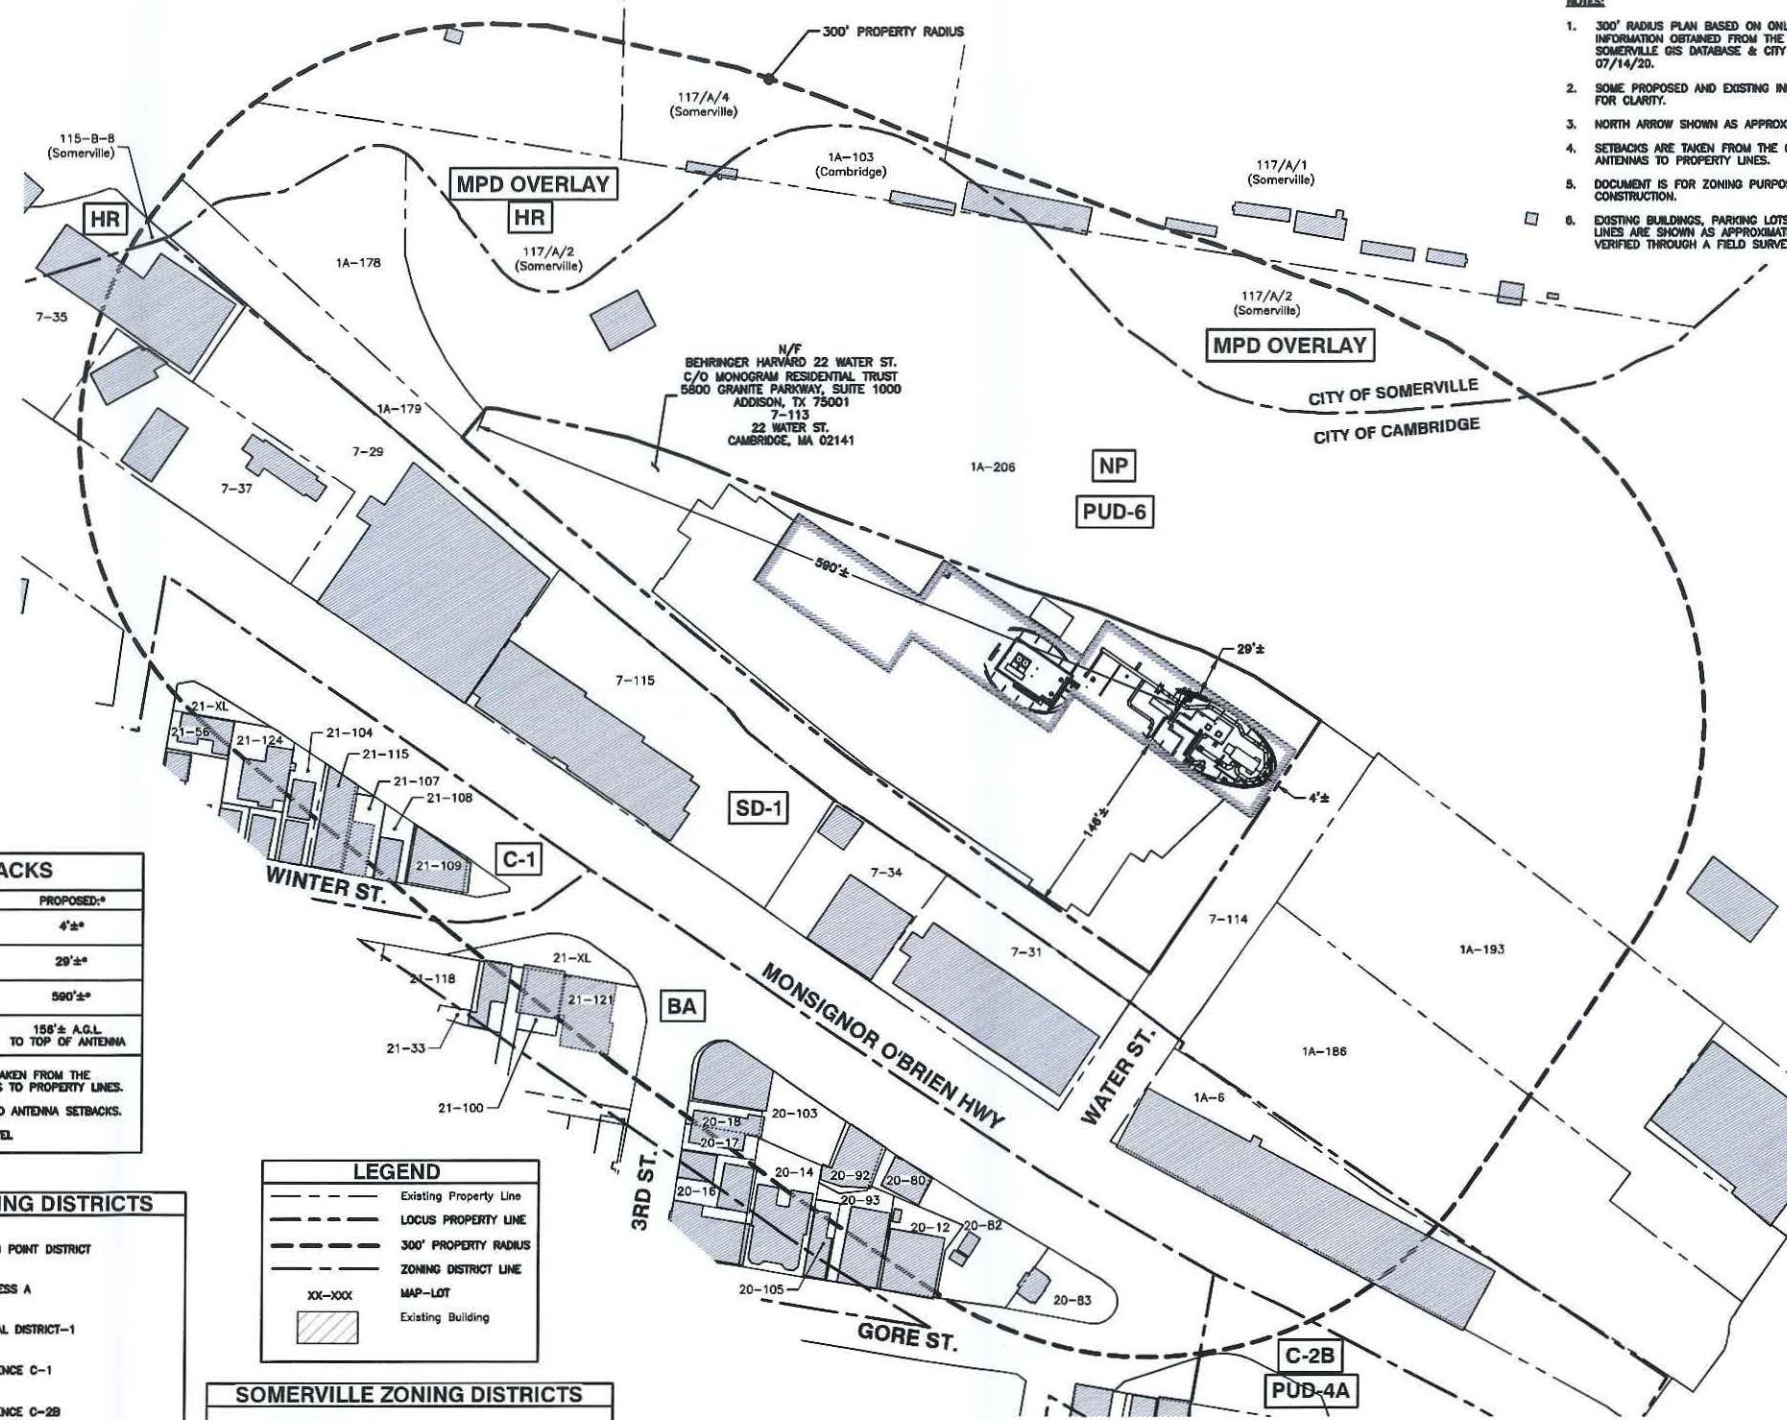 NOTES:
1. 300' RADIUS PLAN BASED ON
INFORMATION OBTAINED FROM THE
SOMERVILLE GIS DATABASE & CITY
07/14/20.
2. SOME PROPOSED AND EXISTING
FOR CLARITY.
3. NORTH ARROW SHOWN AS
4. SETBACKS ARE TAKEN FROM THE
ANTENNAS TO PROPERTY LINES.
5. DOCUMENT IS FOR ZONING
CONSTRUCTION.
6. EXISTING BUILDINGS, PARKING LOTS
LINES ARE SHOWN AS
VERIFIED THROUGH A FIELD
300' PROPERTY RADIUS
117/A/4
(Somerville)
115-B-8
(Somerville)
1A-103
(Cambridge)
117/A/1
(Somerville)
MPD OVERLAY
HR
HR
117/A/2
(Somerville)
1A-178
7-35
117/A/2
(Somerville)
MPD OVERLAY
N/F
BEHRINGER HARVARD 22 WATER ST.
C/O MONOGRAM RESIDENTIAL TRUST
5800 GRANITE PARKWAY, SUITE 1000
ADDISON, TX 75001
7-113
22 WATER ST.
CAMBRIDGE, MA 02141
CITY OF SOMERVILLE
CITY OF CAMBRIDGE
1A-179
7-29
7-37
1A-206
NP
PUD-6
590'±
29'±
7-115
21-XL
21-56
21-124
21-104
21-115
21-107
21-108
21-109
SD-1
4'±
148'±
C-1
WINTER ST.
7-34
7-114
7-31
1A-193
ACKS
PROPOSED:*
4'±*
29'±*
590'±*
158'± A.G.L.
TO TOP OF ANTENNA
TAKEN FROM THE
TO PROPERTY LINES.
ANTENNA SETBACKS.
21-118
21-XL
21-121
BA
21-33
21-100
MONSIGNOR O'BRIEN HWY
WATER ST.
1A-186
1A-6
20-103
20-18
20-17
20-14
20-92
20-80
20-16
20-93
20-12
20-82
20-105
20-83
3RD ST.
GORE ST.
C-2B
PUD-4A
LEGEND
Existing Property Line
LOCUS PROPERTY LINE
300' PROPERTY RADIUS
ZONING DISTRICT LINE
XX-XXX MAP-LOT
Existing Building
ING DISTRICTS
POINT DISTRICT
ESS A
DISTRICT-1
ENCE C-1
ENCE C-2B
SOMERVILLE ZONING DISTRICTS